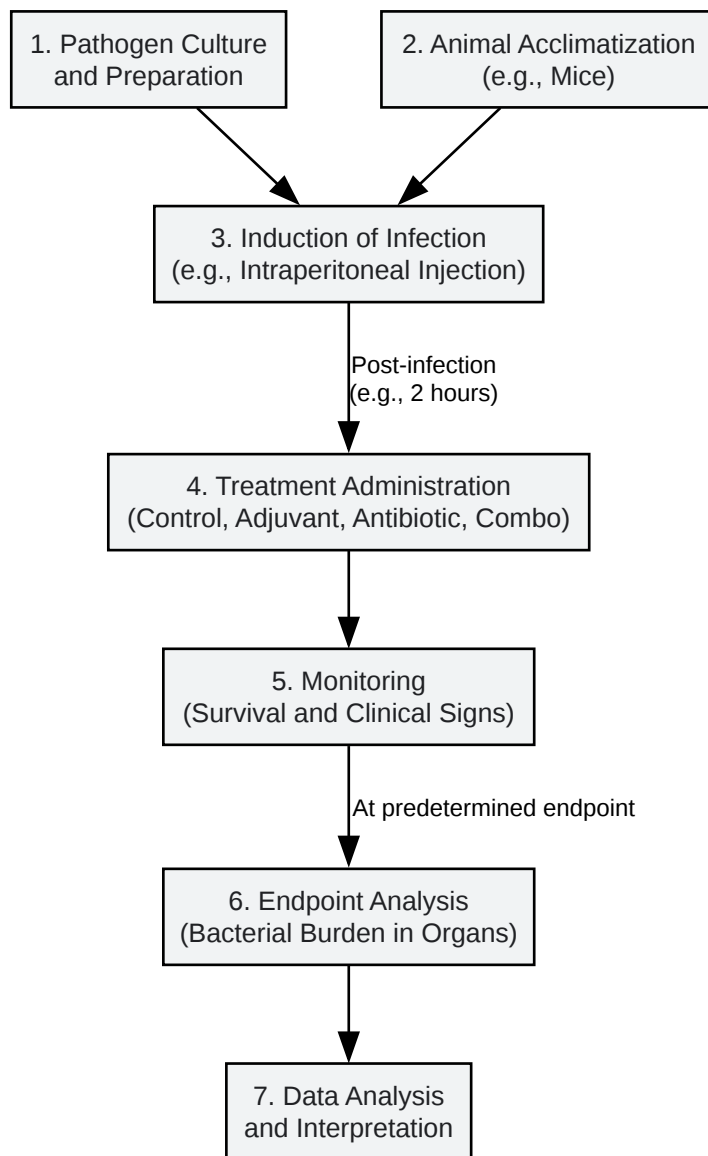 1. Pathogen Culture
and Preparation
2. Animal Acclimatization
(e.g., Mice)
3. Induction of Infection
(e.g., Intraperitoneal Injection)
Post-infection
(e.g., 2 hours)
4. Treatment Administration
(Control, Adjuvant, Antibiotic, Combo)
5. Monitoring
(Survival and Clinical Signs)
At predetermined endpoint
6. Endpoint Analysis
(Bacterial Burden in Organs)
7. Data Analysis
and Interpretation